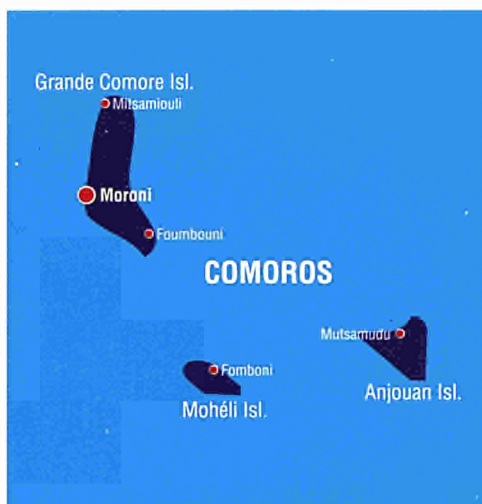 Grande Comore Isl.
Mitsamiouli
Moroni
Foumbouni
COMOROS
Mutsamudu
Fomboni
Anjouan Isl.
Mohéli Isl.